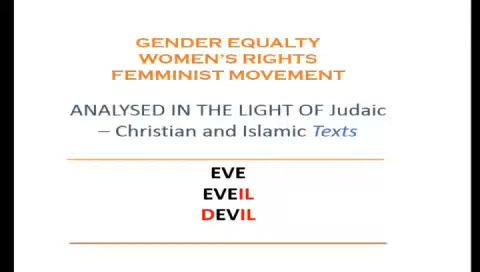 GENDER EQUALTY
WOMEN'S RIGHTS
FEMMINIST MOVEMENT
ANALYSED IN THE LIGHT OF Judaic
– Christian and Islamic Texts
EVE
EVEIL
DEVIL